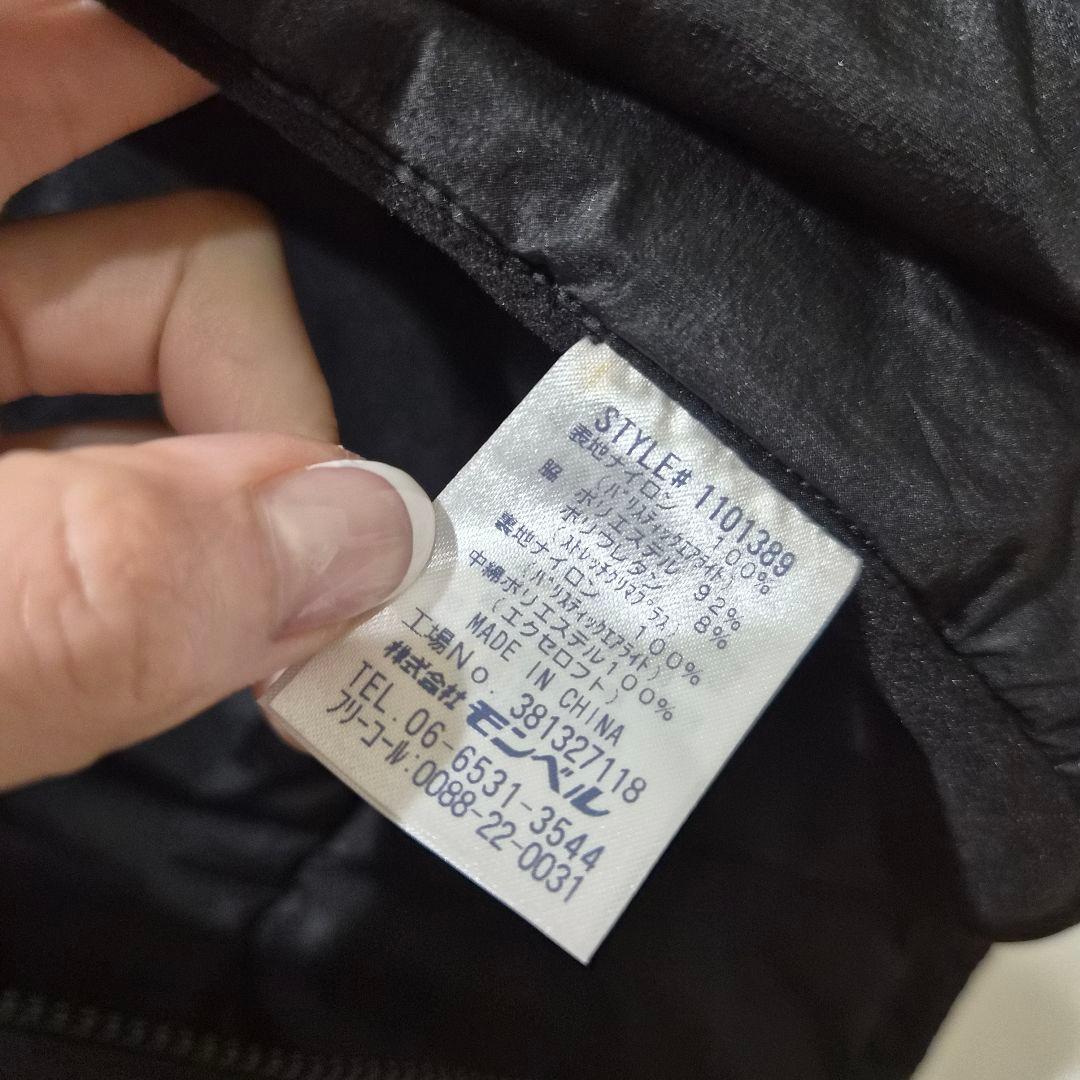 STYLE# 1101389
表地ナイロン 100%
(バリスティックエアライト)
脇 ポリエステル 92%
ポリウレタン 8%
(ストレッチクリマプラス)
裏地ナイロン 100%
(バリスティックエアライト)
中綿ポリエステル100%
(エクセロフト)
MADE IN CHINA
工場No. 381327118
株式会社モンベル
TEL. 06-6531-3544
フリーコール:0088-22-0031